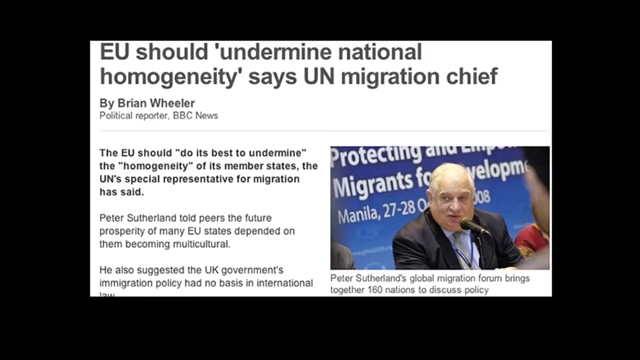 EU should 'undermine national
homogeneity' says UN migration chief
By Brian Wheeler
Political reporter, BBC News
The EU should "do its best to undermine"
the "homogeneity" of its member states, the
UN's special representative for migration
has said.
Peter Sutherland told peers the future
prosperity of many EU states depended on
them becoming multicultural.
He also suggested the UK government's
immigration policy had no basis in international
law.
Protecting and
Migrants for Developmen
Manila, 27-28 O 2008
Peter Sutherland's global migration forum brings
together 160 nations to discuss policy